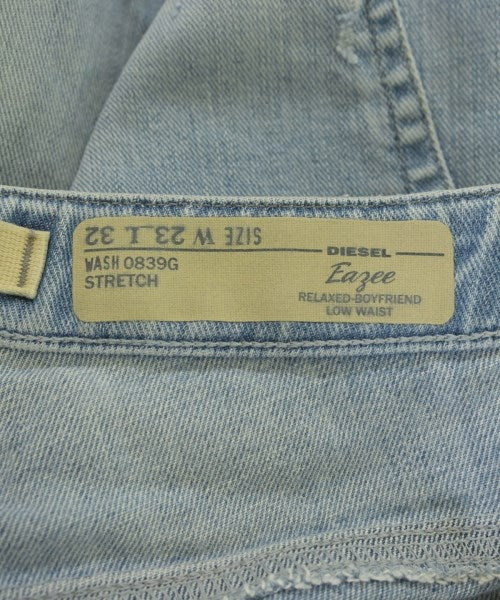 SIZE W 23 L 32
WASH 0839G
STRETCH
DIESEL
Eazee
RELAXED-BOYFRIEND
LOW WAIST